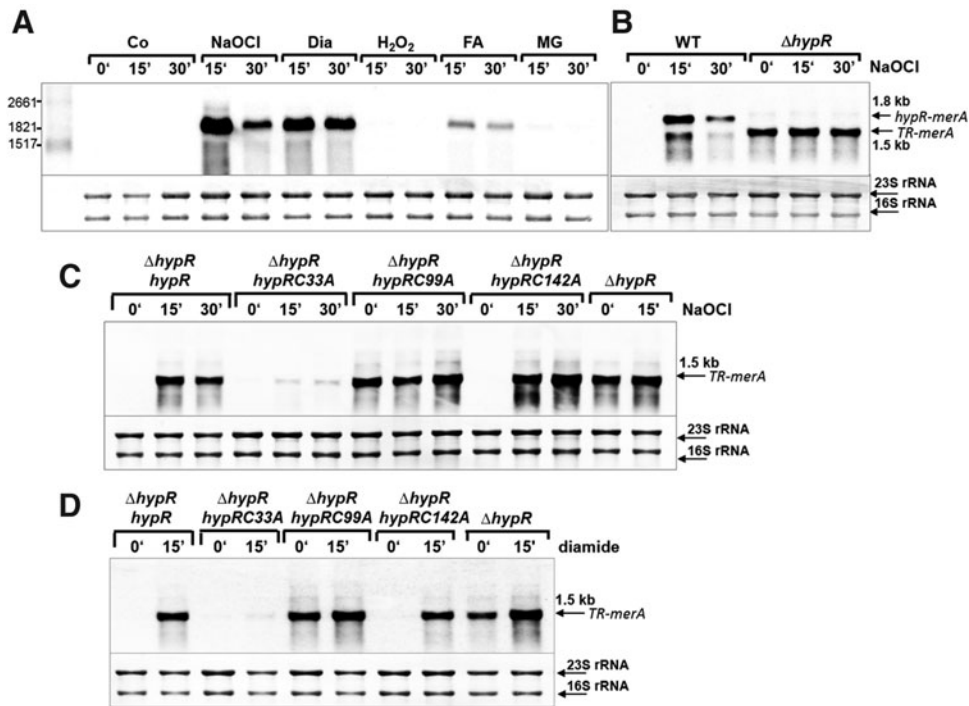 A
Co NaOCl Dia H₂O₂ FA MG
0‘ 15’ 30’ 15‘ 30’ 15’ 30’ 15’ 30’ 15’ 30’ 15’ 30’
2661
1821
1517
B
WT ΔhypR
0‘ 15‘ 30’ 0‘ 15‘ 30’ NaOCl
1.8 kb
hypR-merA
TR-merA
1.5 kb
23S rRNA
16S rRNA
C
ΔhypR hypR
ΔhypR hypRC33A
ΔhypR hypRC99A
ΔhypR hypRC142A
ΔhypR
0‘ 15’ 30’ 0‘ 15’ 30’ 0‘ 15’ 30’ 0‘ 15’ 30’ 0‘ 15’ NaOCl
1.5 kb
TR-merA
23S rRNA
16S rRNA
D
ΔhypR hypR
ΔhypR hypRC33A
ΔhypR hypRC99A
ΔhypR hypRC142A
ΔhypR
0‘ 15’ 0‘ 15’ 0‘ 15’ 0‘ 15’ 0‘ 15’ diamide
1.5 kb
TR-merA
23S rRNA
16S rRNA